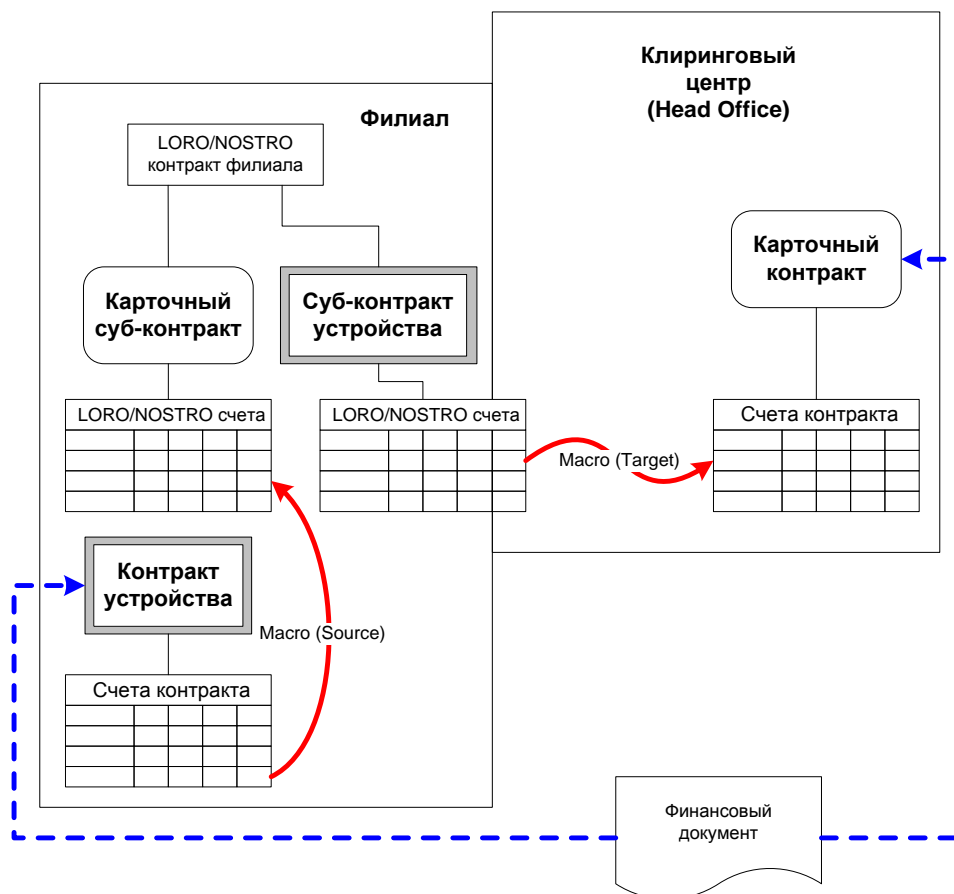 Клиринговый
центр
(Head Office)
Филиал
LORO/NOSTRO
контракт филиала
Карточный
контракт
Карточный
суб-контракт
Суб-контракт
устройства
LORO/NOSTRO счета
LORO/NOSTRO счета
Счета контракта
Macro (Target)
Контракт
устройства
Macro (Source)
Счета контракта
Финансовый
документ